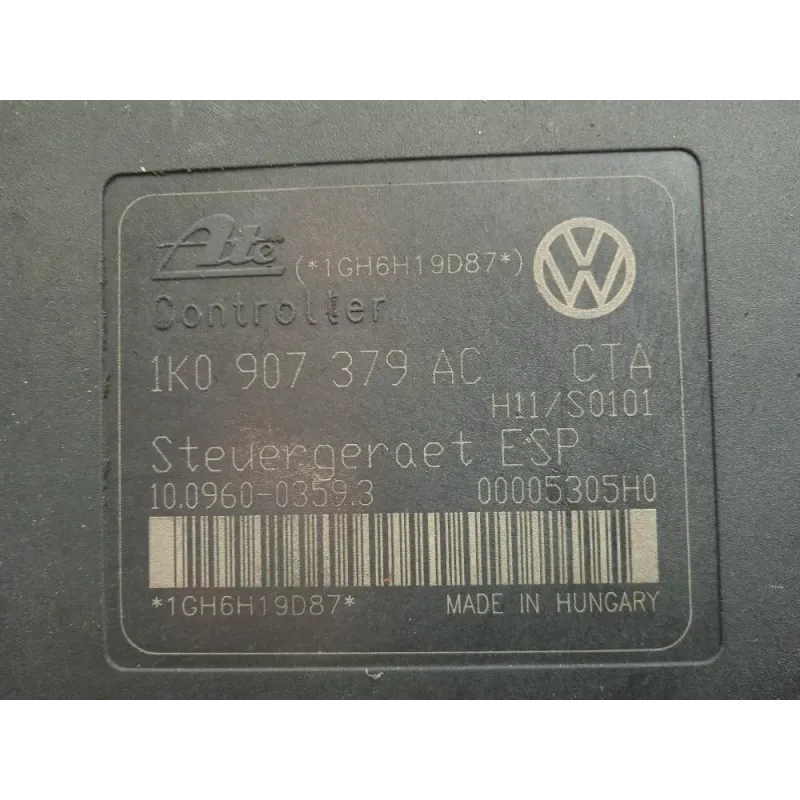 Ate (*1GH6H19D87*)
Controller
1K0 907 379 AC CTA
H11/S0101
Steuergeraet ESP
10.0960-0359.3 00005305H0
*1GH6H19D87* MADE IN HUNGARY